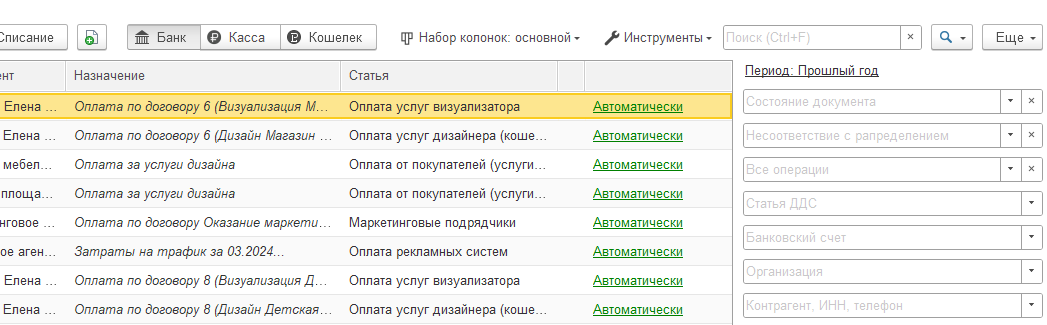 Списание Банк Касса Кошелек Набор колонок: основной Инструменты Поиск (Ctrl+F) × Еще
Период: Прошлый год
ент Назначение Статья
Состояние документа ×
Елена ... Оплата по договору 6 (Визуализация М... Оплата услуг визуализатора Автоматически
Несоответствие с рапределением ×
Елена ... Оплата по договору 6 (Дизайн Магазин ... Оплата услуг дизайнера (коше... Автоматически
мебел... Оплата за услуги дизайна Оплата от покупателей (услуги... Автоматически
Все операции ×
площа... Оплата за услуги дизайна Оплата от покупателей (услуги... Автоматически
Статья ДДС
нговое ... Оплата по договору Оказание маркети... Маркетинговые подрядчики Автоматически
Банковский счет
ое аген... Затраты на трафик за 03.2024... Оплата рекламных систем Автоматически
Организация
Елена ... Оплата по договору 8 (Визуализация Д... Оплата услуг визуализатора Автоматически
Контрагент, ИНН, телефон
Елена ... Оплата по договору 8 (Дизайн Детская... Оплата услуг дизайнера (коше... Автоматически